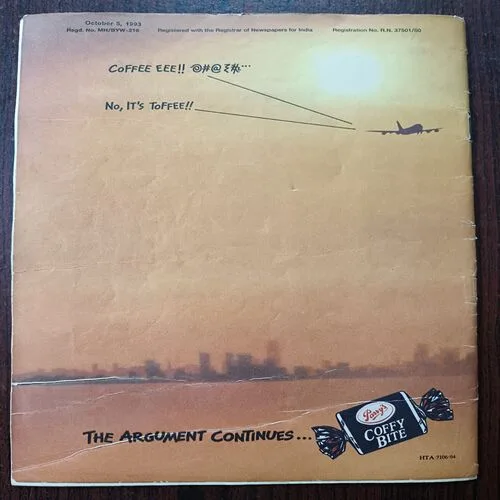 October 5, 1993
Regd. No. MH/BYW-216 Registered with the Registrar of Newspapers for India Registration No. R.N. 37501/50
COFFEE EEE!! @#@ ξ#...
NO, IT'S TOFFEE!!
THE ARGUMENT CONTINUES...
Parry's
COFFY
BITE
HTA·7106·94